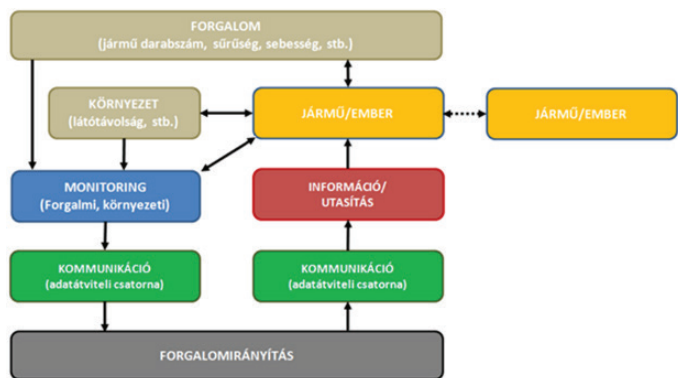 FORGALOM
(jármű darabszám, sűrűség, sebesség, stb.)
KÖRNYEZET
(látótávolság, stb.)
JÁRMŰ/EMBER
JÁRMŰ/EMBER
MONITORING
(Forgalmi, környezeti)
INFORMÁCIÓ/
UTASÍTÁS
KOMMUNIKÁCIÓ
(adatátviteli csatorna)
KOMMUNIKÁCIÓ
(adatátviteli csatorna)
FORGALOMIRÁNYÍTÁS